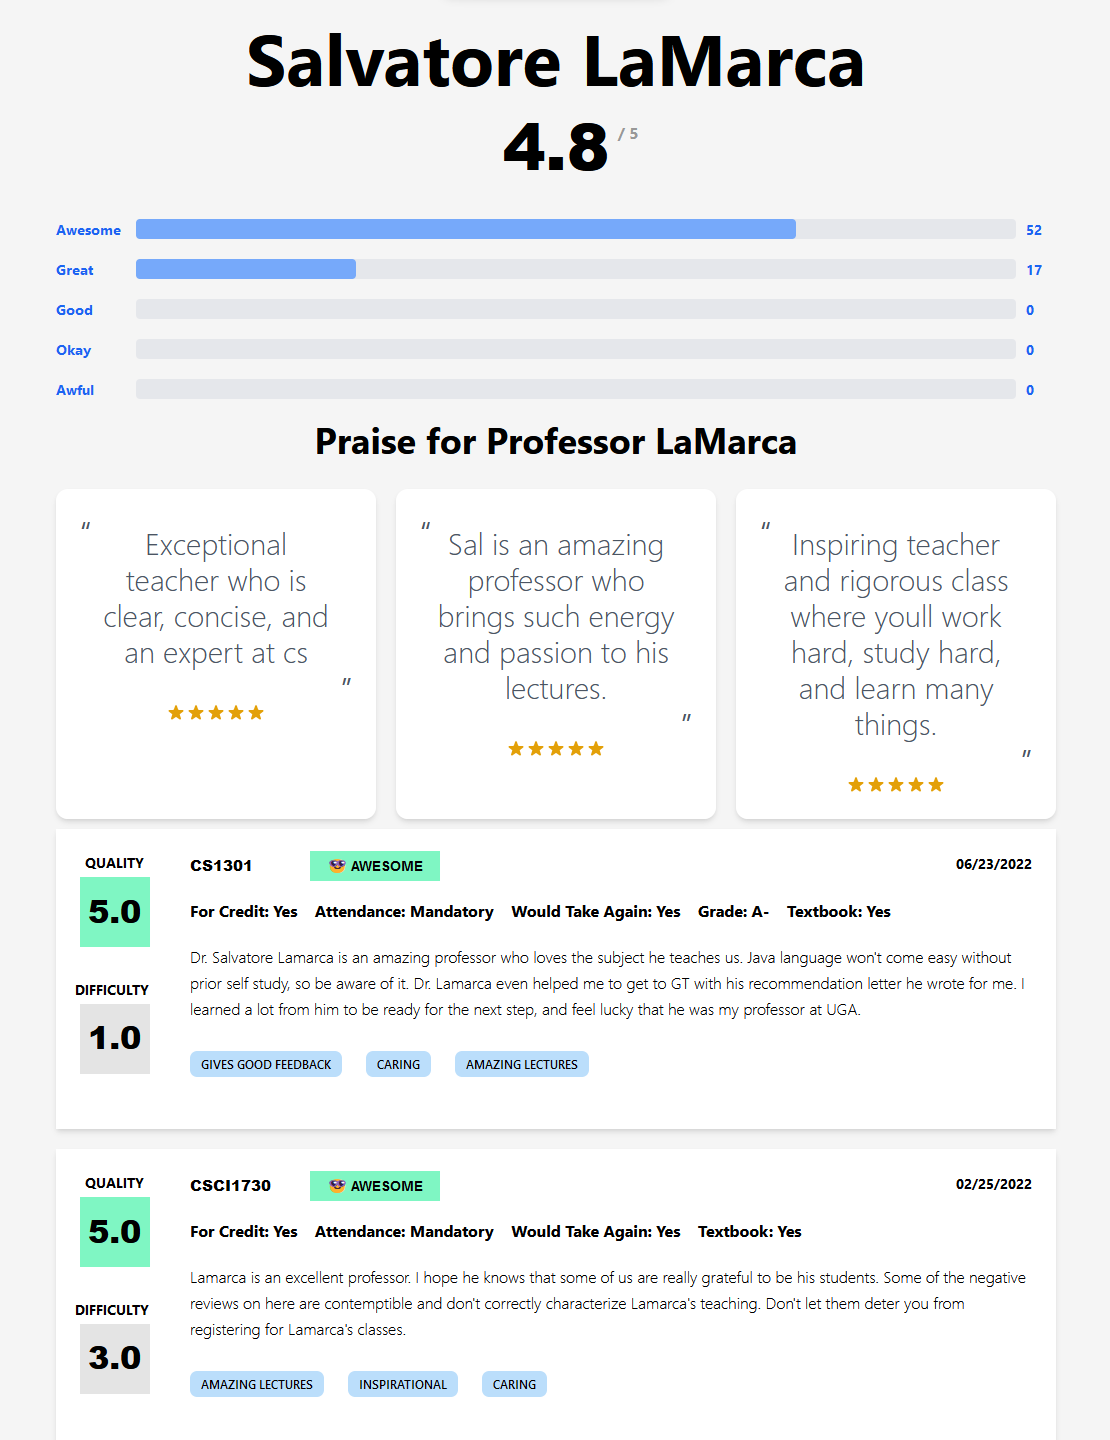 Salvatore LaMarca
4.8 / 5
Awesome 52
Great 17
Good 0
Okay 0
Awful 0
Praise for Professor LaMarca
“
Exceptional
teacher who is
clear, concise, and
an expert at cs
”
“
Sal is an amazing
professor who
brings such energy
and passion to his
lectures.
”
“
Inspiring teacher
and rigorous class
where youll work
hard, study hard,
and learn many
things.
”
QUALITY
5.0
DIFFICULTY
1.0
CS1301 AWESOME 06/23/2022
For Credit: Yes Attendance: Mandatory Would Take Again: Yes Grade: A- Textbook: Yes
Dr. Salvatore Lamarca is an amazing professor who loves the subject he teaches us. Java language won't come easy without
prior self study, so be aware of it. Dr. Lamarca even helped me to get to GT with his recommendation letter he wrote for me. I
learned a lot from him to be ready for the next step, and feel lucky that he was my professor at UGA.
GIVES GOOD FEEDBACK CARING AMAZING LECTURES
QUALITY
5.0
DIFFICULTY
3.0
CSCI1730 AWESOME 02/25/2022
For Credit: Yes Attendance: Mandatory Would Take Again: Yes Textbook: Yes
Lamarca is an excellent professor. I hope he knows that some of us are really grateful to be his students. Some of the negative
reviews on here are contemptible and don't correctly characterize Lamarca's teaching. Don't let them deter you from
registering for Lamarca's classes.
AMAZING LECTURES INSPIRATIONAL CARING